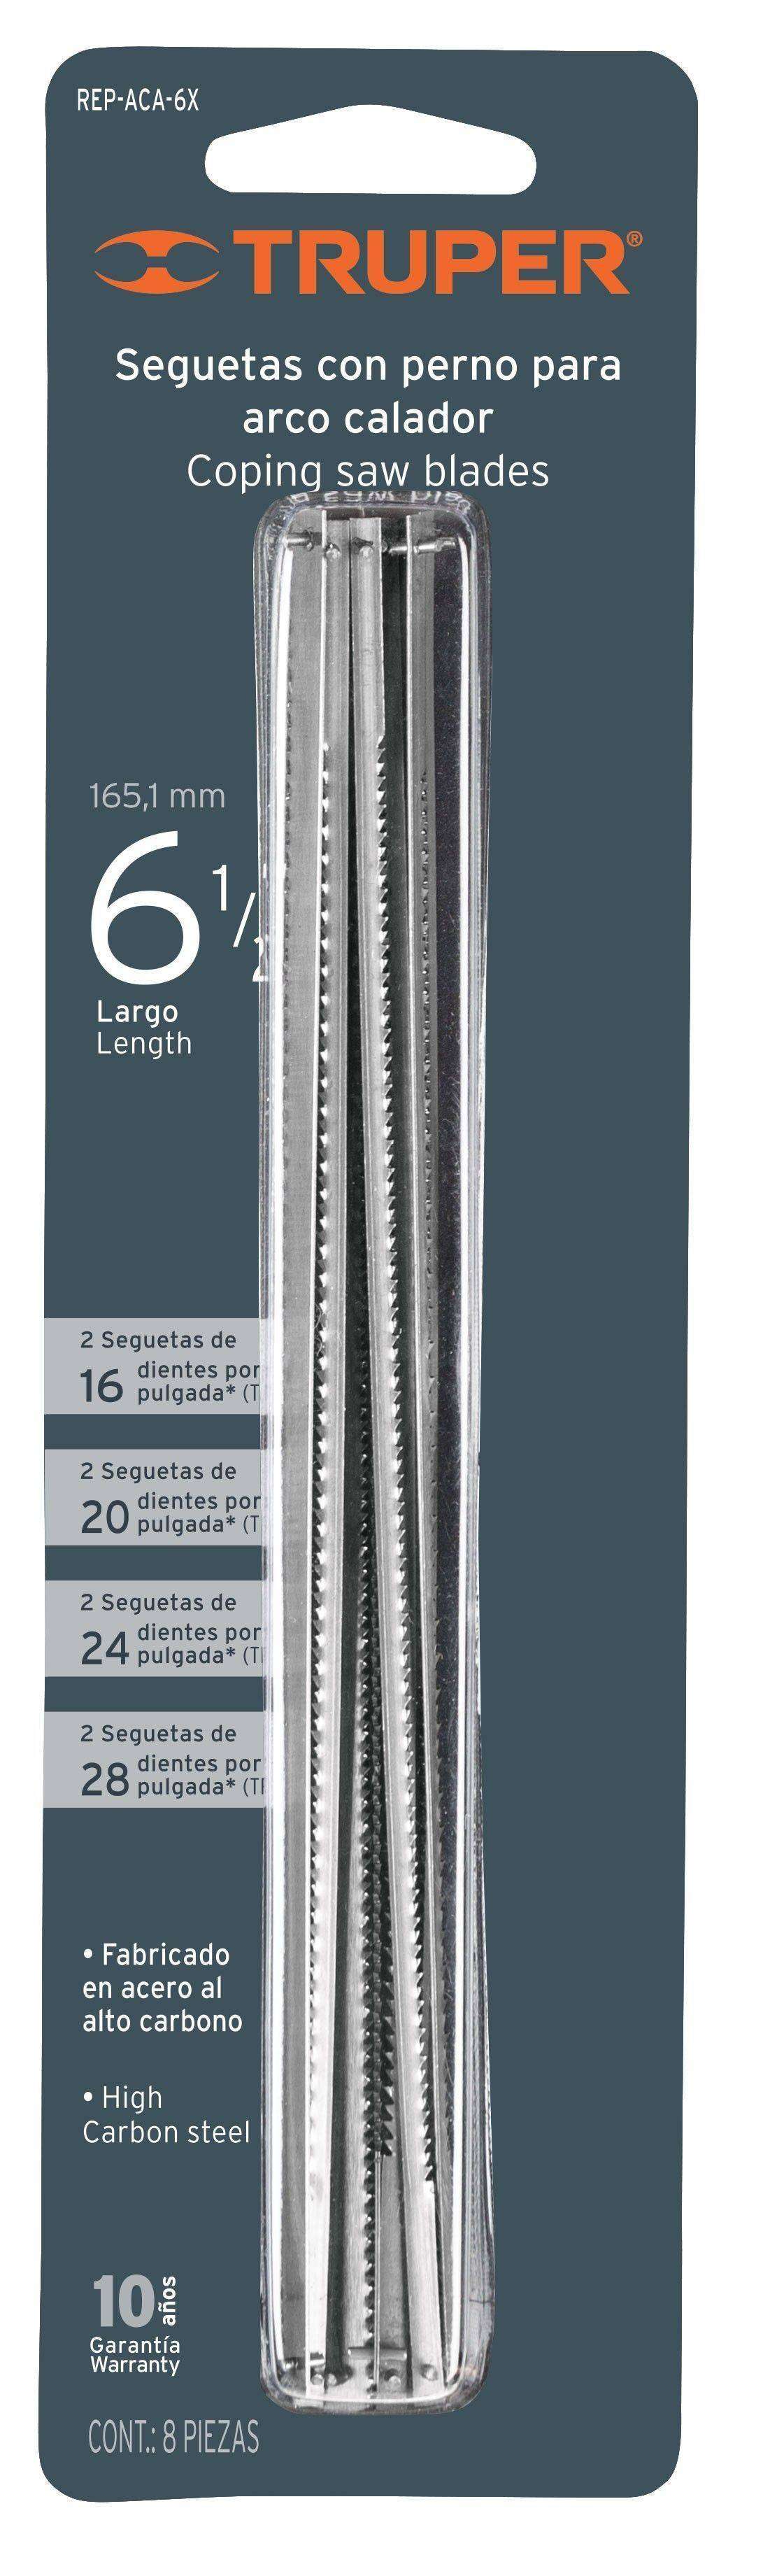 REP-ACA-6X
TRUPER®
Seguetas con perno para
arco calador
Coping saw blades
165,1 mm
6 1/2
Largo
Length
2 Seguetas de
16 dientes por
pulgada* (T
2 Seguetas de
20 dientes por
pulgada* (T
2 Seguetas de
24 dientes por
pulgada* (T
2 Seguetas de
28 dientes por
pulgada* (T
• Fabricado
en acero al
alto carbono
• High
Carbon steel
10 años
Garantía
Warranty
CONT.: 8 PIEZAS